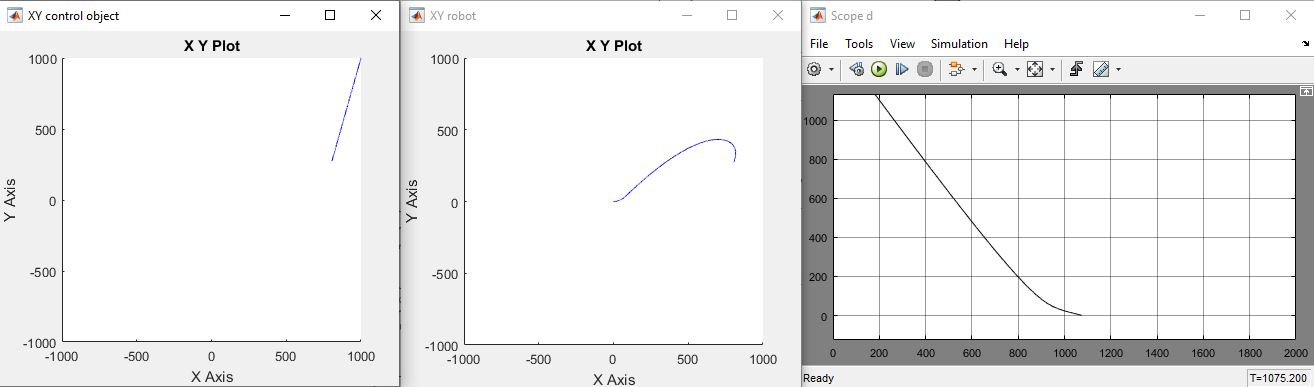 XY control object
X Y Plot
1000
500
0
-500
-1000
-1000 -500 0 500 1000
X Axis
Y Axis
XY robot
X Y Plot
1000
500
0
-500
-1000
-1000 -500 0 500 1000
X Axis
Y Axis
Scope d
File Tools View Simulation Help
1000
800
600
400
200
0
0 200 400 600 800 1000 1200 1400 1600 1800 2000
Ready T=1075.200